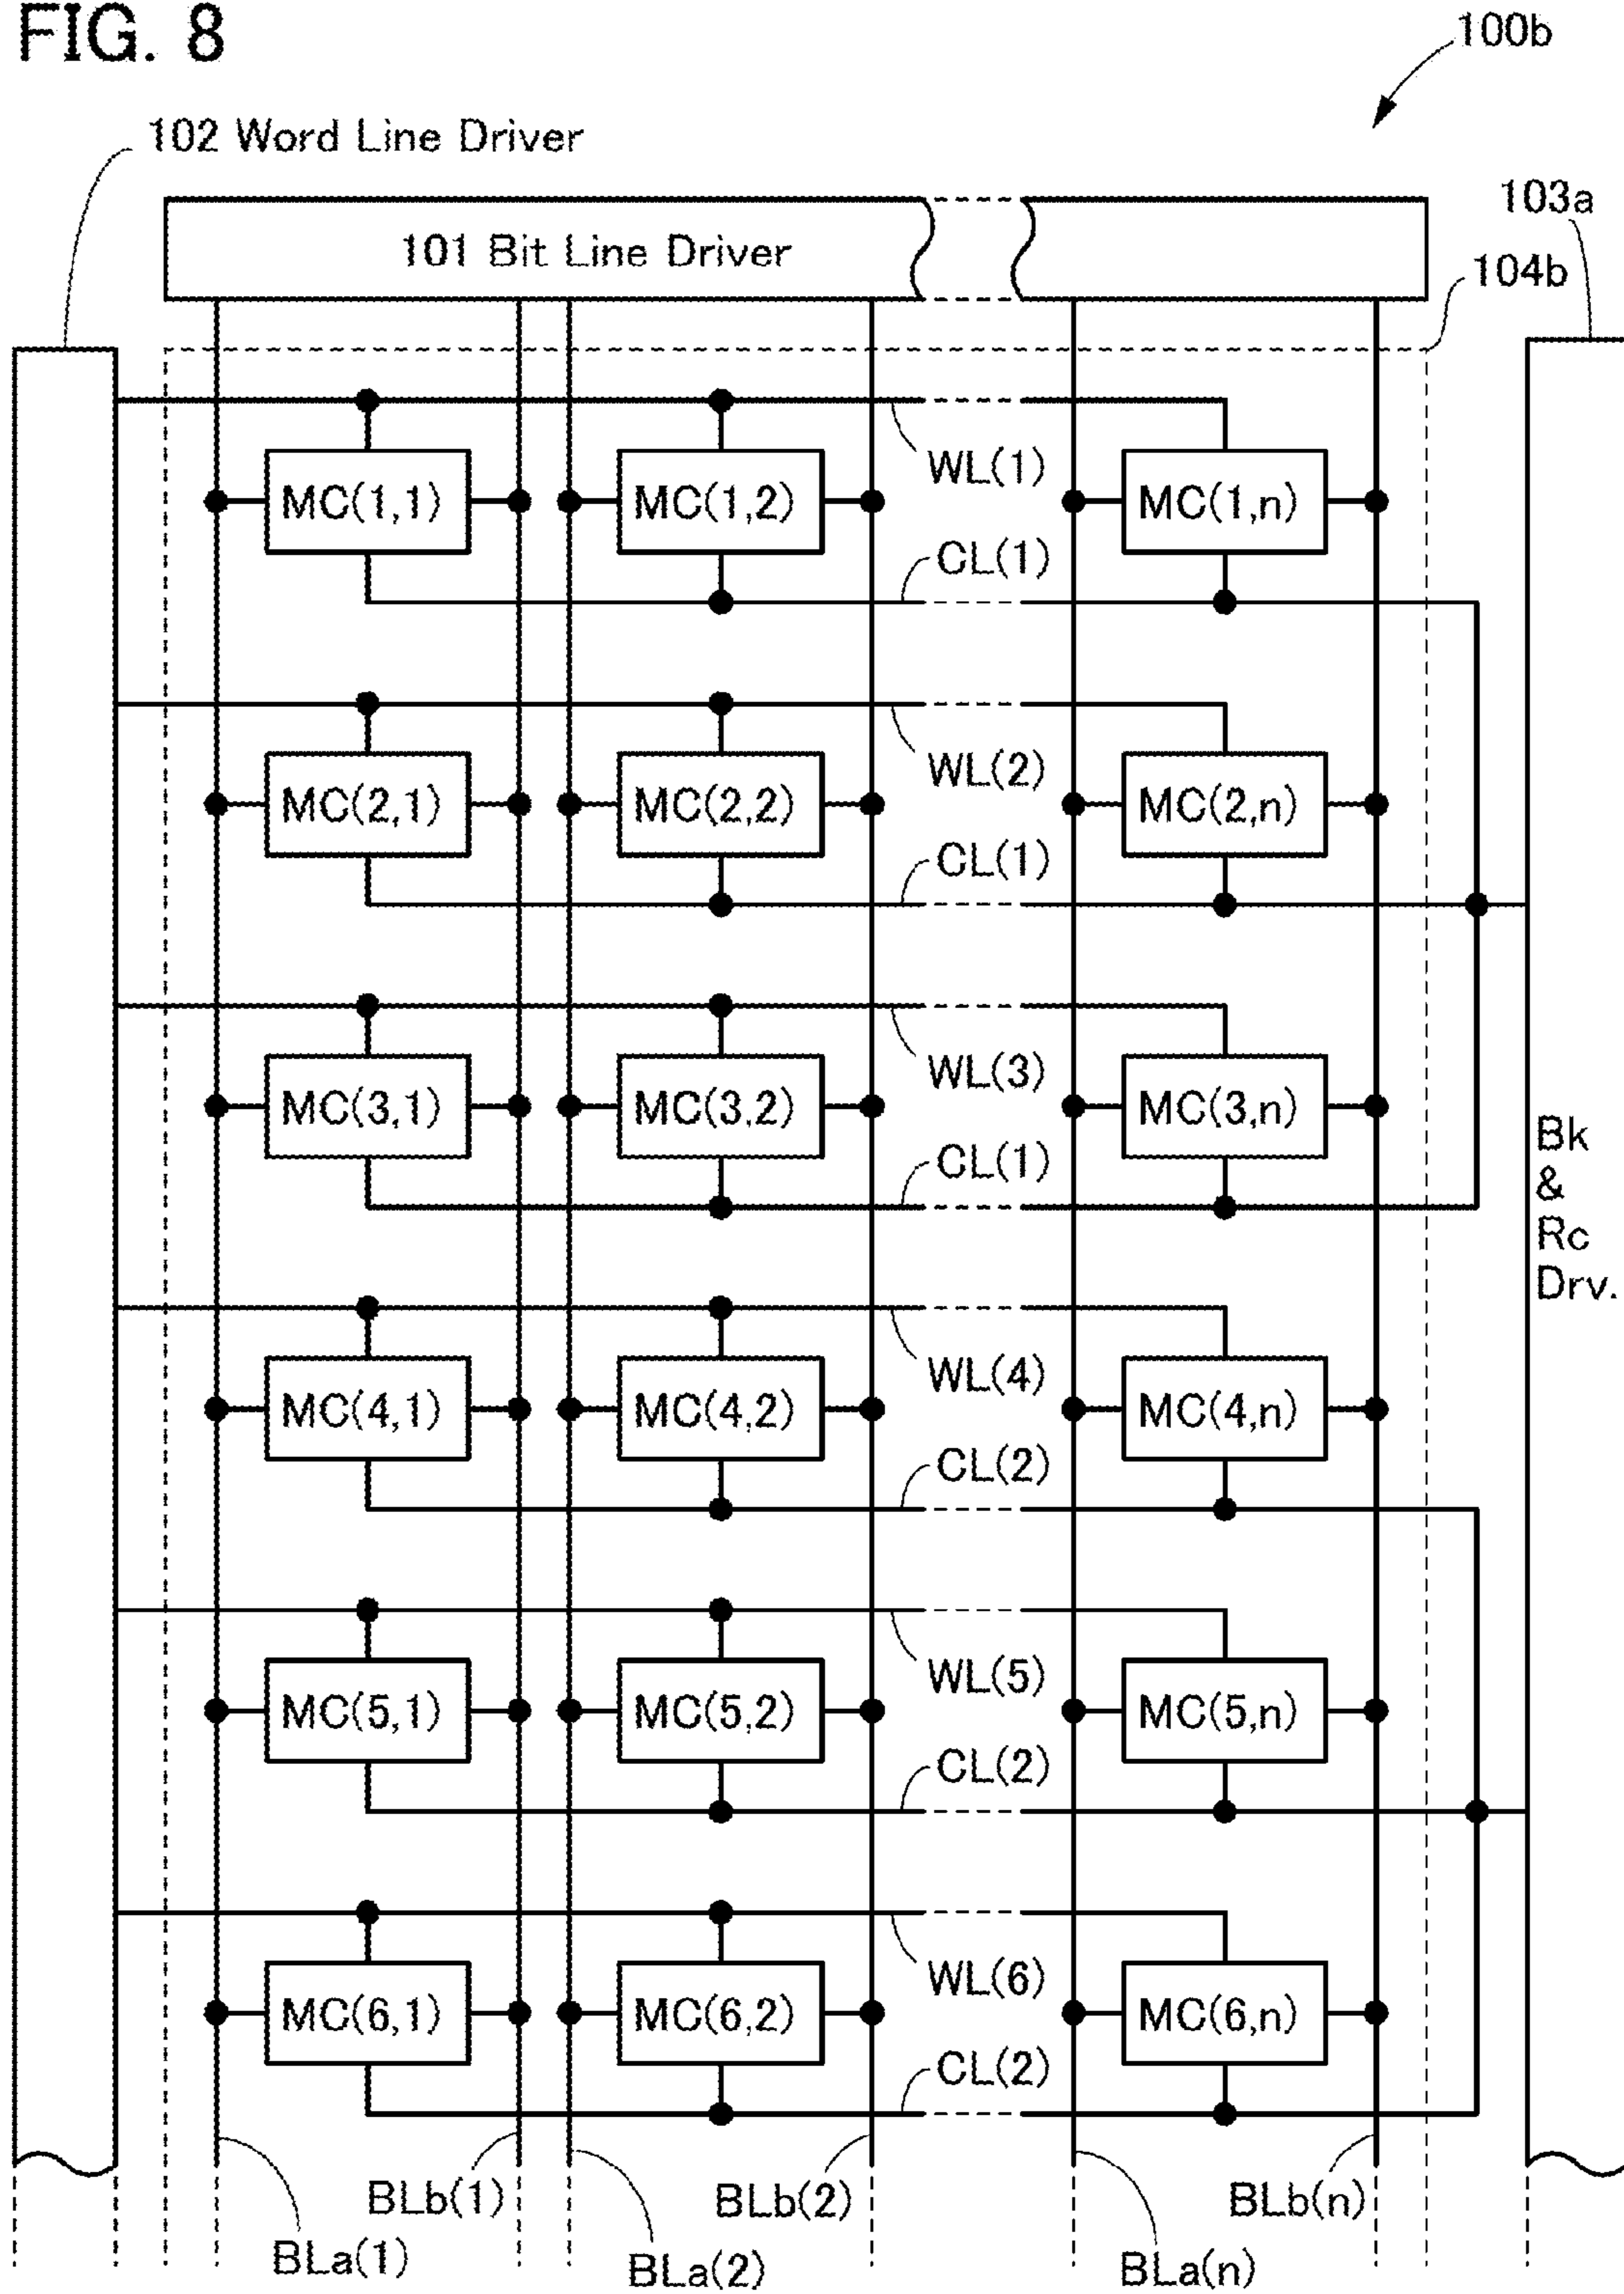 FIG. 8
100b
102 Word Line Driver
103a
101 Bit Line Driver
104b
WL(1)
MC(1,1) MC(1,2) MC(1,n)
CL(1)
WL(2)
MC(2,1) MC(2,2) MC(2,n)
CL(1)
WL(3)
MC(3,1) MC(3,2) MC(3,n)
CL(1)
Bk
&
Rc
Drv.
WL(4)
MC(4,1) MC(4,2) MC(4,n)
CL(2)
WL(5)
MC(5,1) MC(5,2) MC(5,n)
CL(2)
WL(6)
MC(6,1) MC(6,2) MC(6,n)
CL(2)
BLb(1) BLb(2) BLb(n)
BLa(1) BLa(2) BLa(n)